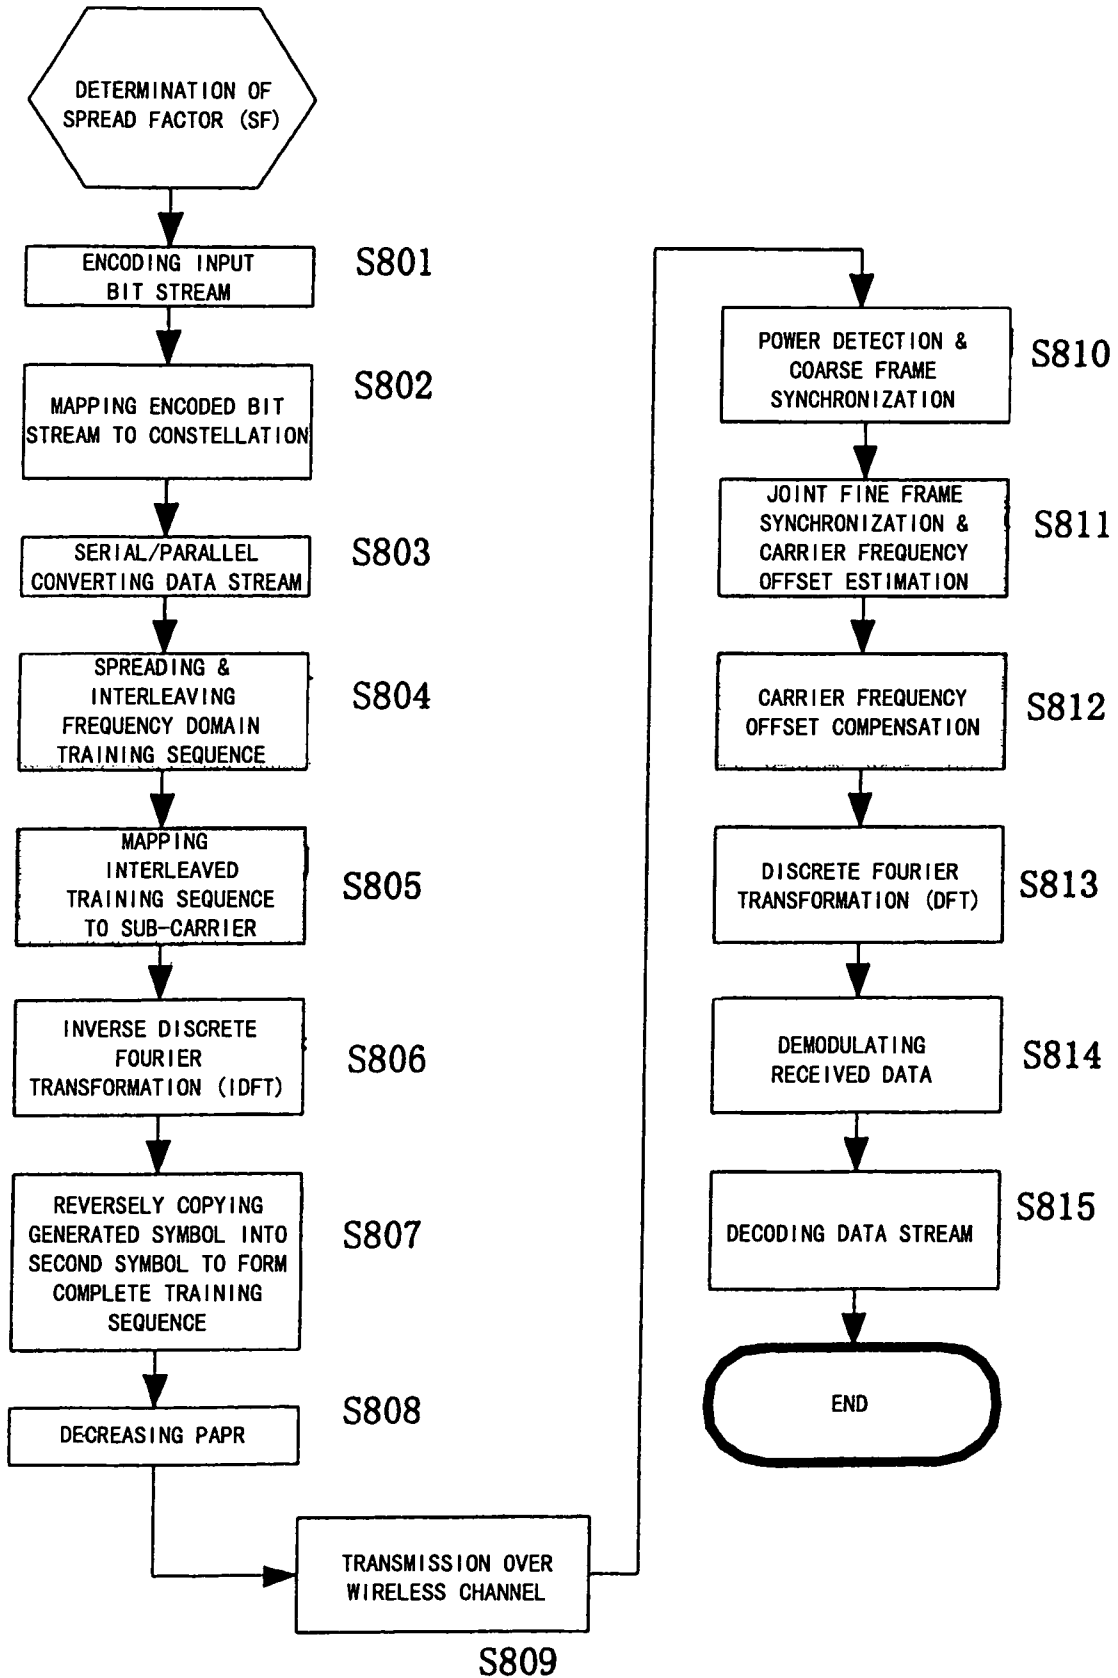 DETERMINATION OF
SPREAD FACTOR (SF)
ENCODING INPUT
BIT STREAM
S801
MAPPING ENCODED BIT
STREAM TO CONSTELLATION
S802
SERIAL/PARALLEL
CONVERTING DATA STREAM
S803
SPREADING &
INTERLEAVING
FREQUENCY DOMAIN
TRAINING SEQUENCE
S804
MAPPING
INTERLEAVED
TRAINING SEQUENCE
TO SUB-CARRIER
S805
INVERSE DISCRETE
FOURIER
TRANSFORMATION (IDFT)
S806
REVERSELY COPYING
GENERATED SYMBOL INTO
SECOND SYMBOL TO FORM
COMPLETE TRAINING
SEQUENCE
S807
DECREASING PAPR
S808
TRANSMISSION OVER
WIRELESS CHANNEL
S809
POWER DETECTION &
COARSE FRAME
SYNCHRONIZATION
S810
JOINT FINE FRAME
SYNCHRONIZATION &
CARRIER FREQUENCY
OFFSET ESTIMATION
S811
CARRIER FREQUENCY
OFFSET COMPENSATION
S812
DISCRETE FOURIER
TRANSFORMATION (DFT)
S813
DEMODULATING
RECEIVED DATA
S814
DECODING DATA STREAM
S815
END